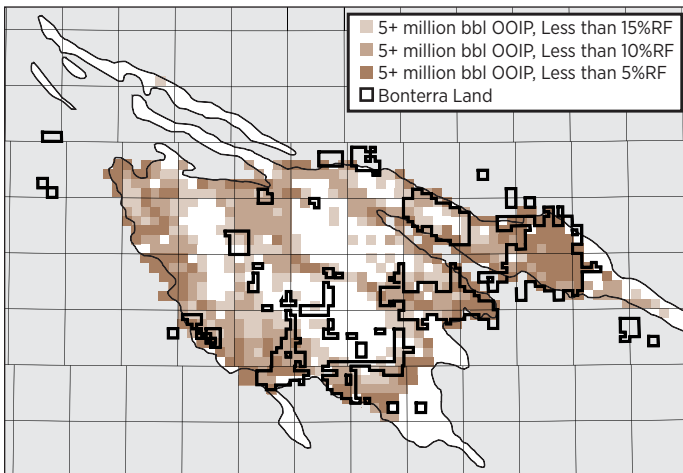 5+ million bbl OOIP, Less than 15%RF
5+ million bbl OOIP, Less than 10%RF
5+ million bbl OOIP, Less than 5%RF
Bonterra Land